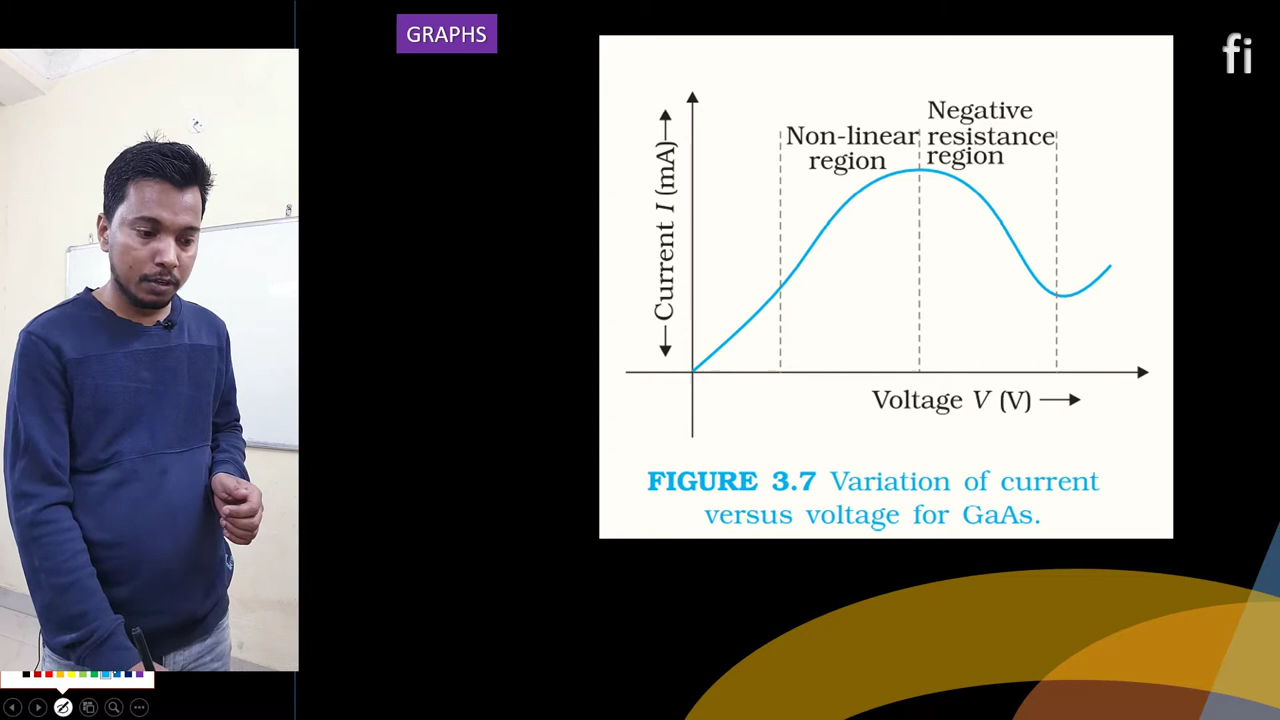 GRAPHS
fi
Negative
Non-linear resistance
region region
Current I (mA)
Voltage V (V)
FIGURE 3.7 Variation of current
versus voltage for GaAs.